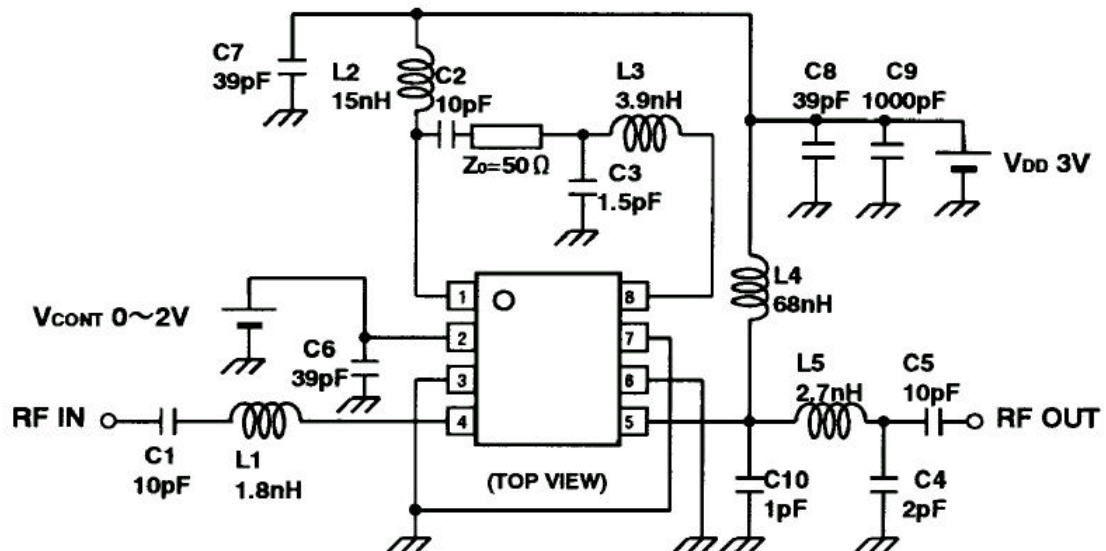 C7
39pF
L2
15nH
C2
10pF
L3
3.9nH
C8
39pF
C9
1000pF
VDD 3V
Z0=50Ω
C3
1.5pF
L4
68nH
VCONT 0〜2V
C6
39pF
1
2
3
4
8
7
6
5
L5
2.7nH
C5
10pF
RF IN
RF OUT
C1
10pF
L1
1.8nH
(TOP VIEW)
C10
1pF
C4
2pF